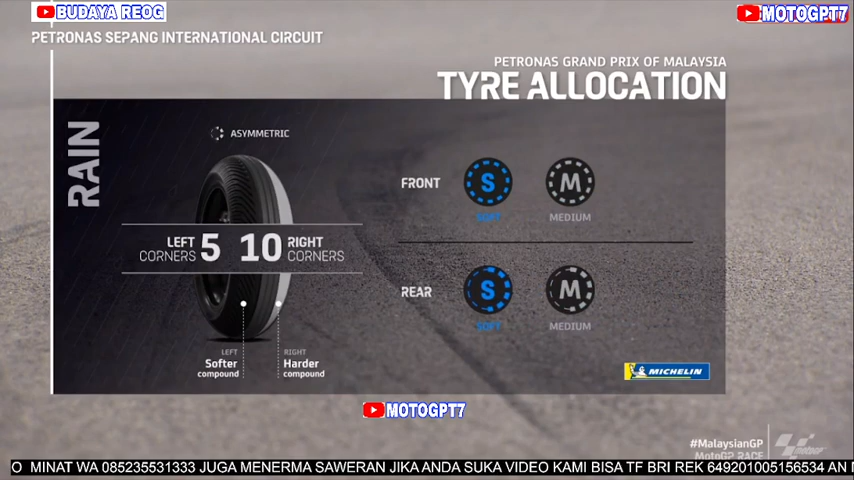 BUDAYA REOG
MOTOGPT7
PETRONAS SEPANG INTERNATIONAL CIRCUIT
PETRONAS GRAND PRIX OF MALAYSIA
TYRE ALLOCATION
RAIN
ASYMMETRIC
LEFT CORNERS 5
10 RIGHT CORNERS
LEFT
Softer
compound
RIGHT
Harder
compound
FRONT
S
SOFT
M
MEDIUM
REAR
S
SOFT
M
MEDIUM
MICHELIN
MOTOGPT7
#MalaysianGP
MotoGP RACE
O MINAT WA 085235531333 JUGA MENERMA SAWERAN JIKA ANDA SUKA VIDEO KAMI BISA TF BRI REK 649201005156534 AN